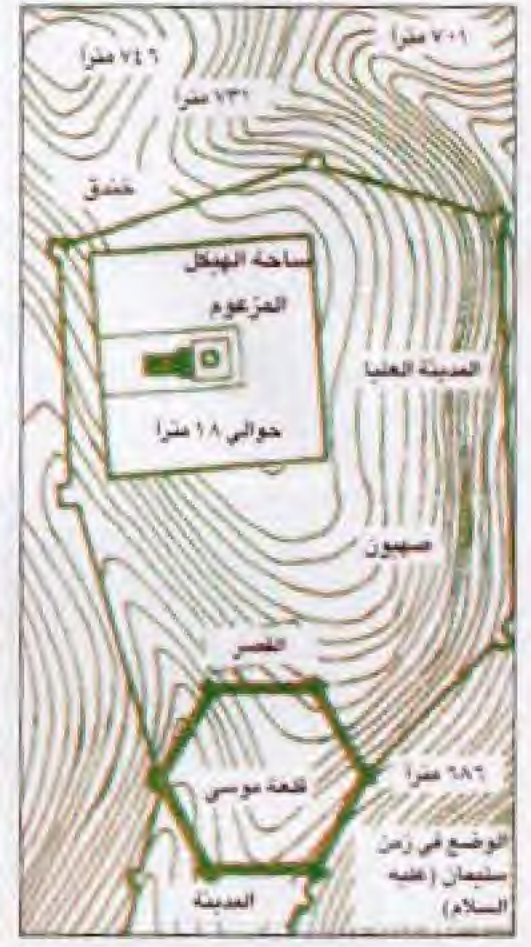 ٧٠١ مترا
٧٤٦ مترا
٧٣١ مترا
خندق
ساحة الهيكل
المزعوم
المدينة العليا
حوالي ١٨ مترا
صهيون
القصر
قلعة موسى
٦٨٦ مترا
الوضع في زمن
سليمان (عليه
السلام)
المدينة